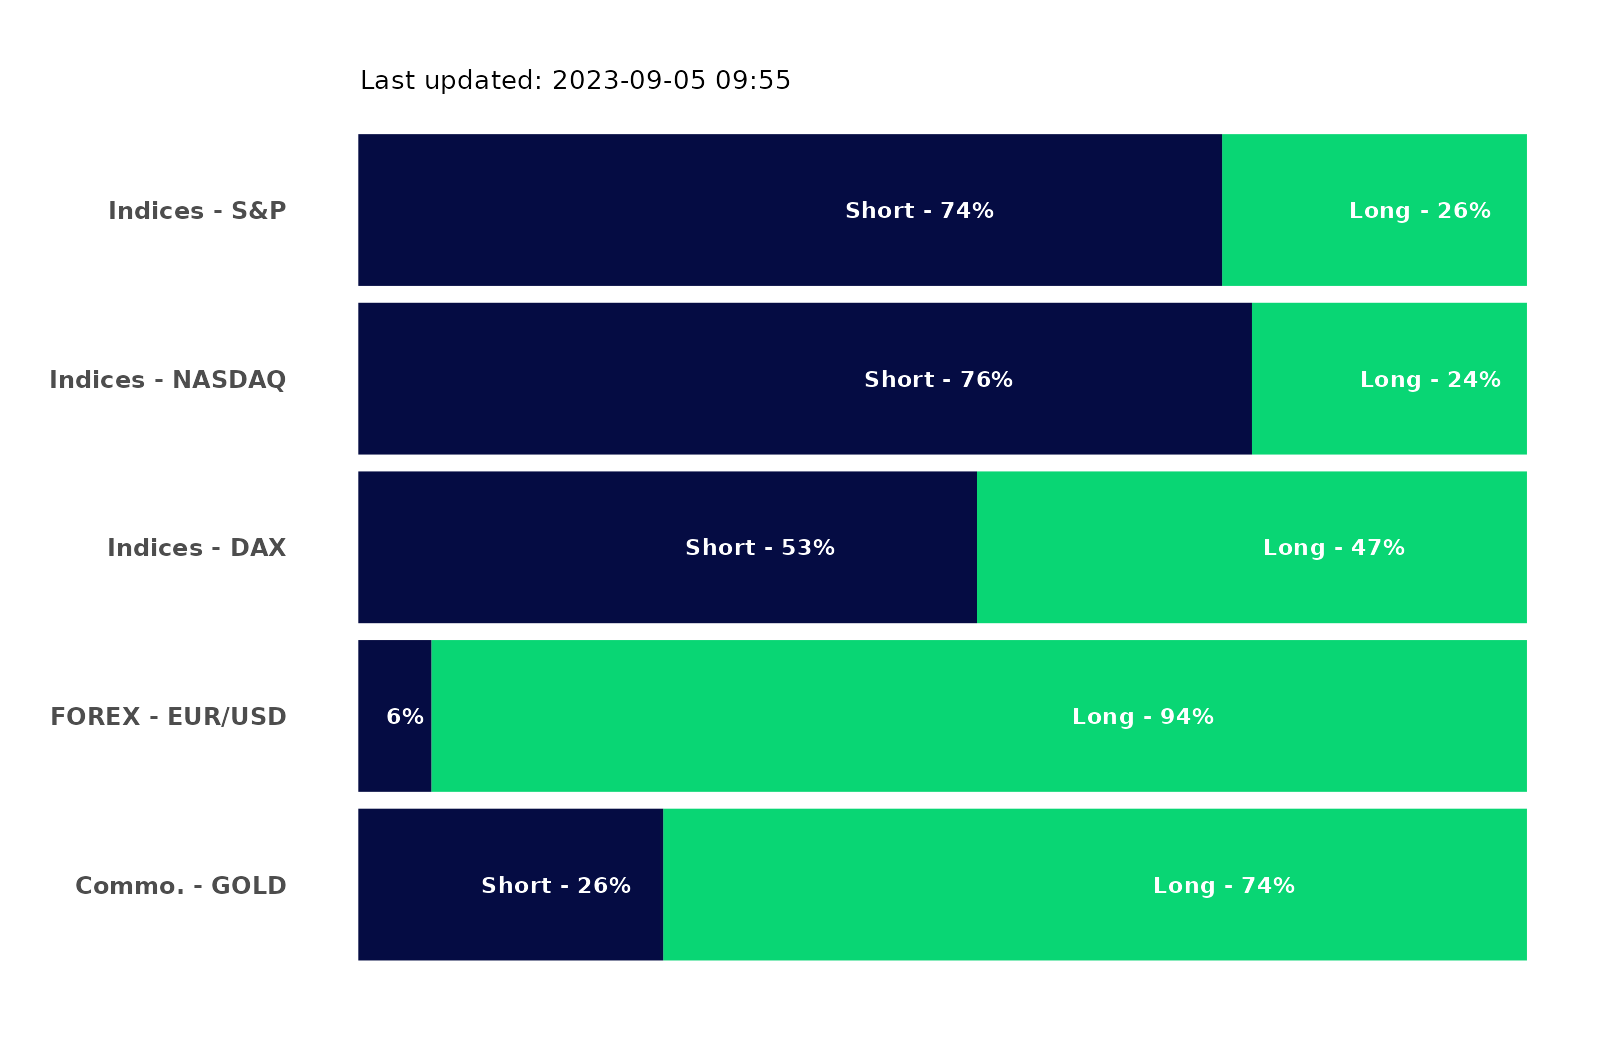 Last updated: 2023-09-05 09:55
Indices - S&P Short - 74% Long - 26%
Indices - NASDAQ Short - 76% Long - 24%
Indices - DAX Short - 53% Long - 47%
FOREX - EUR/USD 6% Long - 94%
Commo. - GOLD Short - 26% Long - 74%